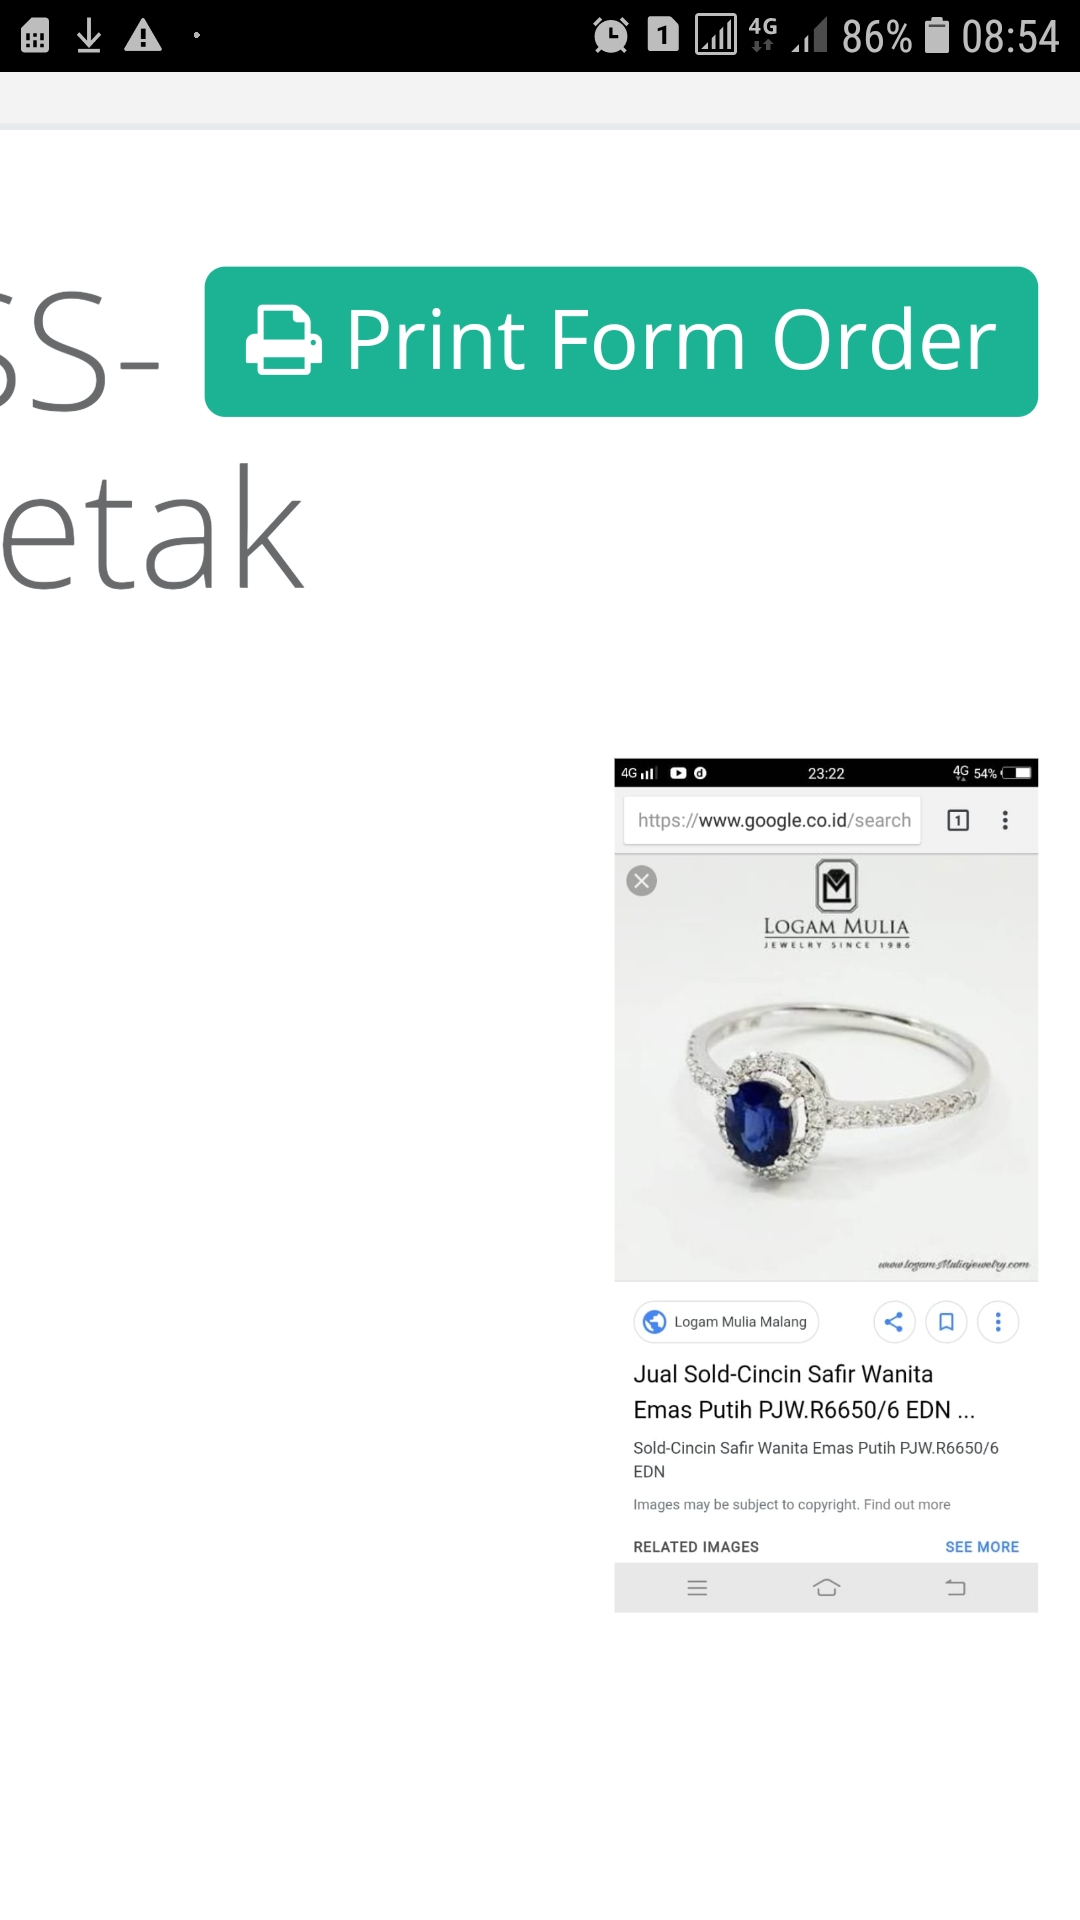 1 4G 86% 08:54
SS-
Print Form Order
etak
4G 23:22 4G 54%
https://www.google.co.id/search 1
LOGAM MULIA
JEWELRY SINCE 1986
www.logamMuliajewelry.com
Logam Mulia Malang
Jual Sold-Cincin Safir Wanita
Emas Putih PJW.R6650/6 EDN ...
Sold-Cincin Safir Wanita Emas Putih PJW.R6650/6
EDN
Images may be subject to copyright. Find out more
RELATED IMAGES SEE MORE